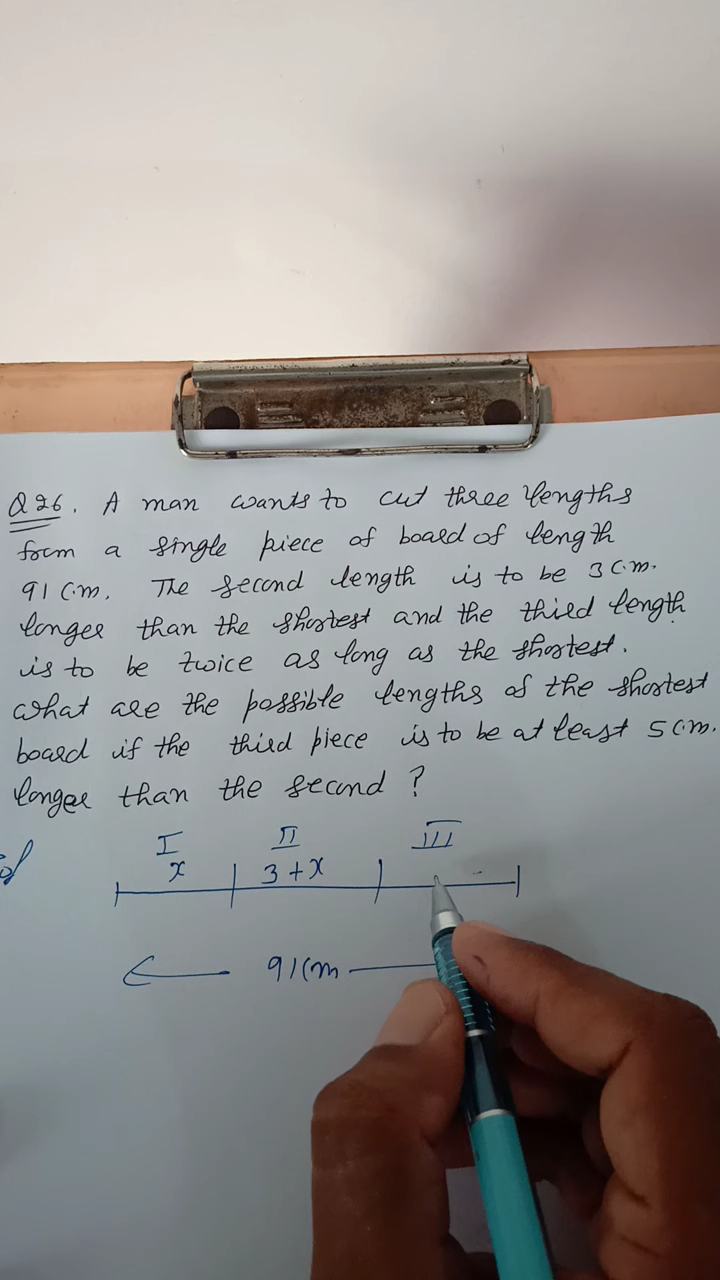 Q 26. A man wants to cut three lengths
from a single piece of board of length
91 cm. The second length is to be 3 cm.
longer than the shortest and the third length
is to be twice as long as the shortest.
what are the possible lengths of the shortest
board if the third piece is to be at least 5 cm.
longer than the second ?
I II III
x 3+x
91cm